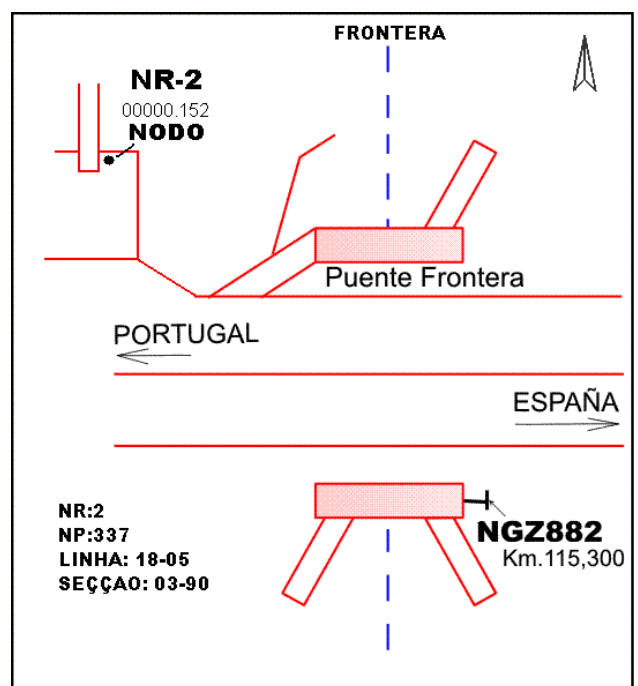 FRONTERA
NR-2
00000.152
NODO
Puente Frontera
PORTUGAL
ESPAÑA
NR:2
NP:337
LINHA: 18-05
SEÇÇAO: 03-90
NGZ882
Km.115,300